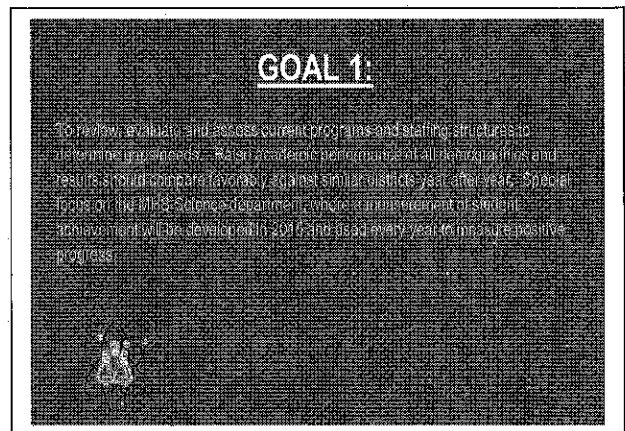 GOAL 1:
To review, evaluate and assess current programs and staffing structures to
determine gaps/needs. Raise academic performance of all demographics and
results should compare favorably against similar districts year after year. Special
focus on the MHS Science department, where a measurement of student
achievement will be developed in 2015 and used every year to measure positive
progress.